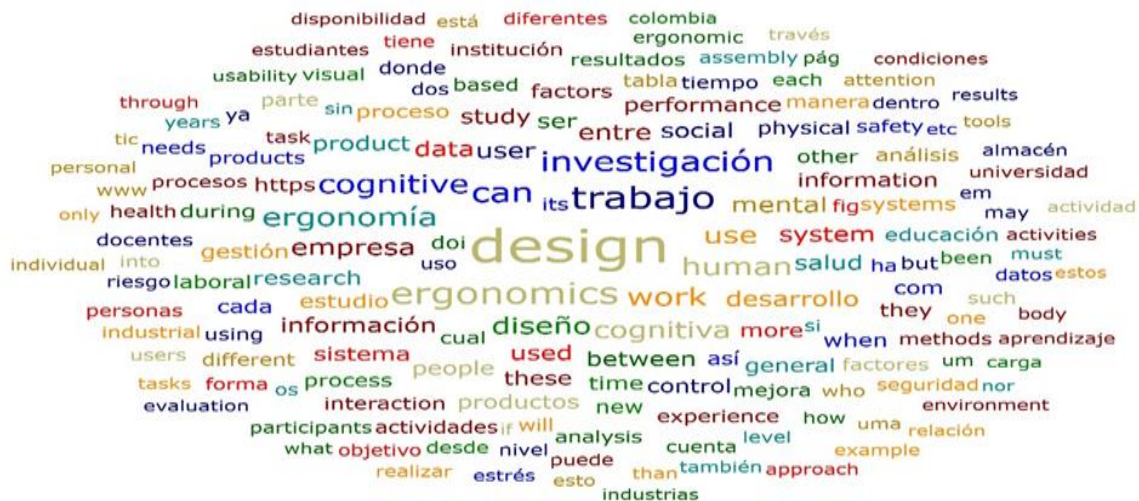 disponibilidad está diferentes colombia
ergonomic través
estudiantes tiene institución resultados assembly pág condiciones
usability visual donde dos based factors tabla tiempo each attention
through parte sin proceso study ser performance manera dentro results
years ya entre social physical safety etc tools
tic needs task product data user investigación other análisis almacén
personal products information universidad
www procesos https cognitive can its trabajo mental fig systems em
only health during ergonomía may actividad
docentes gestión empresa doi design use system educación activities
individual into uso human salud ha but been must
riesgo laboral research com datos estos
personas cada estudio ergonomics work desarrollo they such one body
industrial using información cual diseño cognitiva more si when methods aprendizaje
users different sistema people used between así general factores um carga
tasks forma os process these time control mejora who seguridad nor
evaluation interaction productos new experience how environment
participants actividades if will uma relación
what objetivo desde nivel analysis cuenta level example
realizar estrés puede esto than también approach
industrias